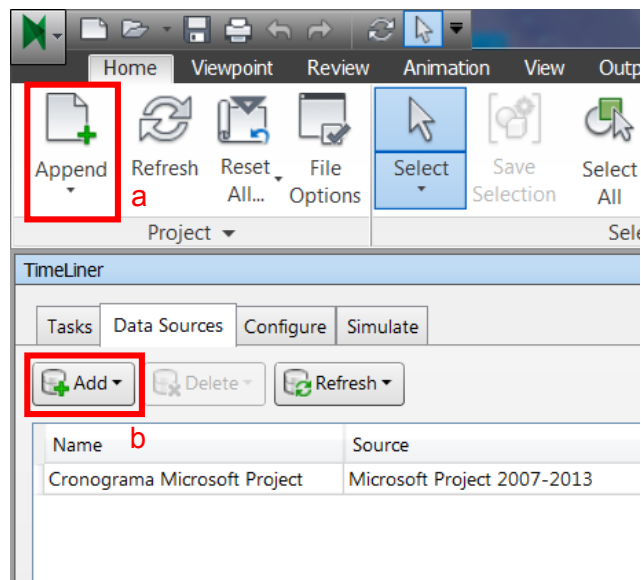 Home Viewpoint Review Animation View Outp
Append Refresh Reset File Select Save Select
a All... Options Selection All
Project Sele
TimeLiner
Tasks Data Sources Configure Simulate
Add Delete Refresh
b
Name Source
Cronograma Microsoft Project Microsoft Project 2007-2013